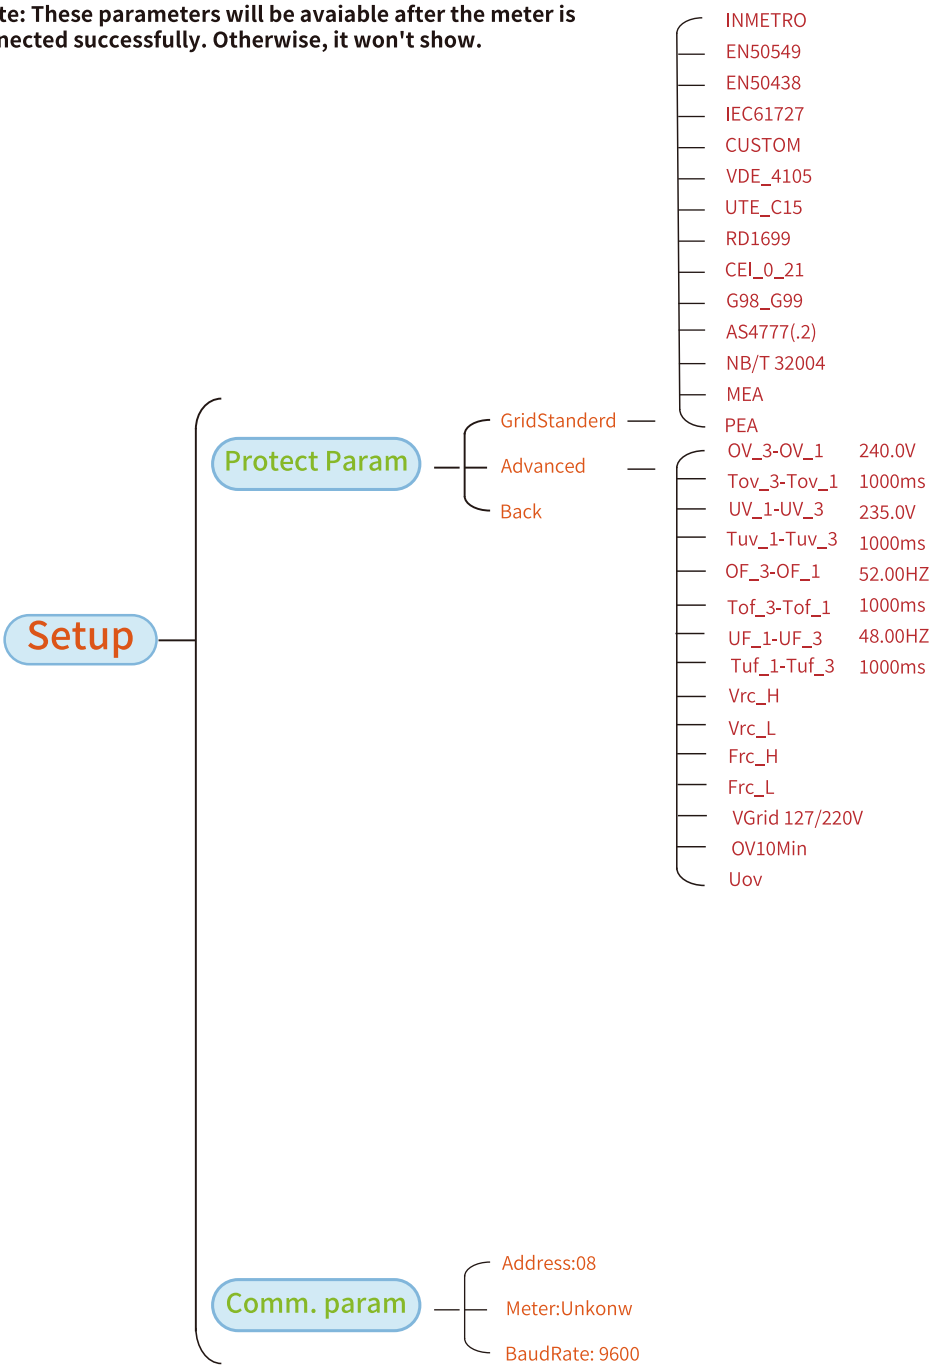 te: These parameters will be avaiable after the meter is
nected successfully. Otherwise, it won't show.
INMETRO
EN50549
EN50438
IEC61727
CUSTOM
VDE_4105
UTE_C15
RD1699
CEI_0_21
G98_G99
AS4777(.2)
NB/T 32004
MEA
PEA
Setup
Protect Param
GridStanderd
Advanced
Back
OV_3-OV_1 240.0V
Tov_3-Tov_1 1000ms
UV_1-UV_3 235.0V
Tuv_1-Tuv_3 1000ms
OF_3-OF_1 52.00HZ
Tof_3-Tof_1 1000ms
UF_1-UF_3 48.00HZ
Tuf_1-Tuf_3 1000ms
Vrc_H
Vrc_L
Frc_H
Frc_L
VGrid 127/220V
OV10Min
Uov
Comm. param
Address:08
Meter:Unkonw
BaudRate: 9600